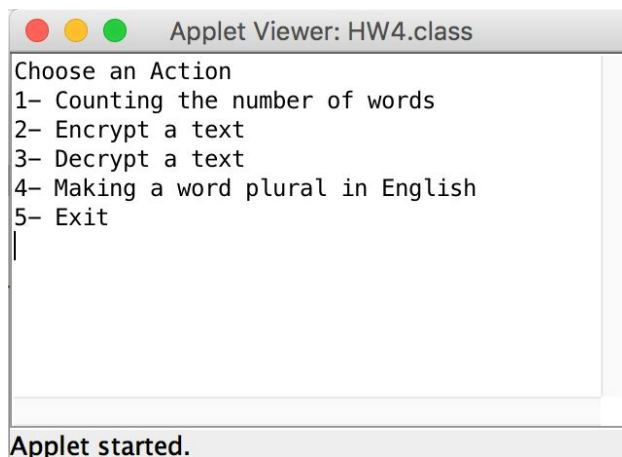 Applet Viewer: HW4.class
Choose an Action
1– Counting the number of words
2– Encrypt a text
3– Decrypt a text
4– Making a word plural in English
5– Exit
Applet started.